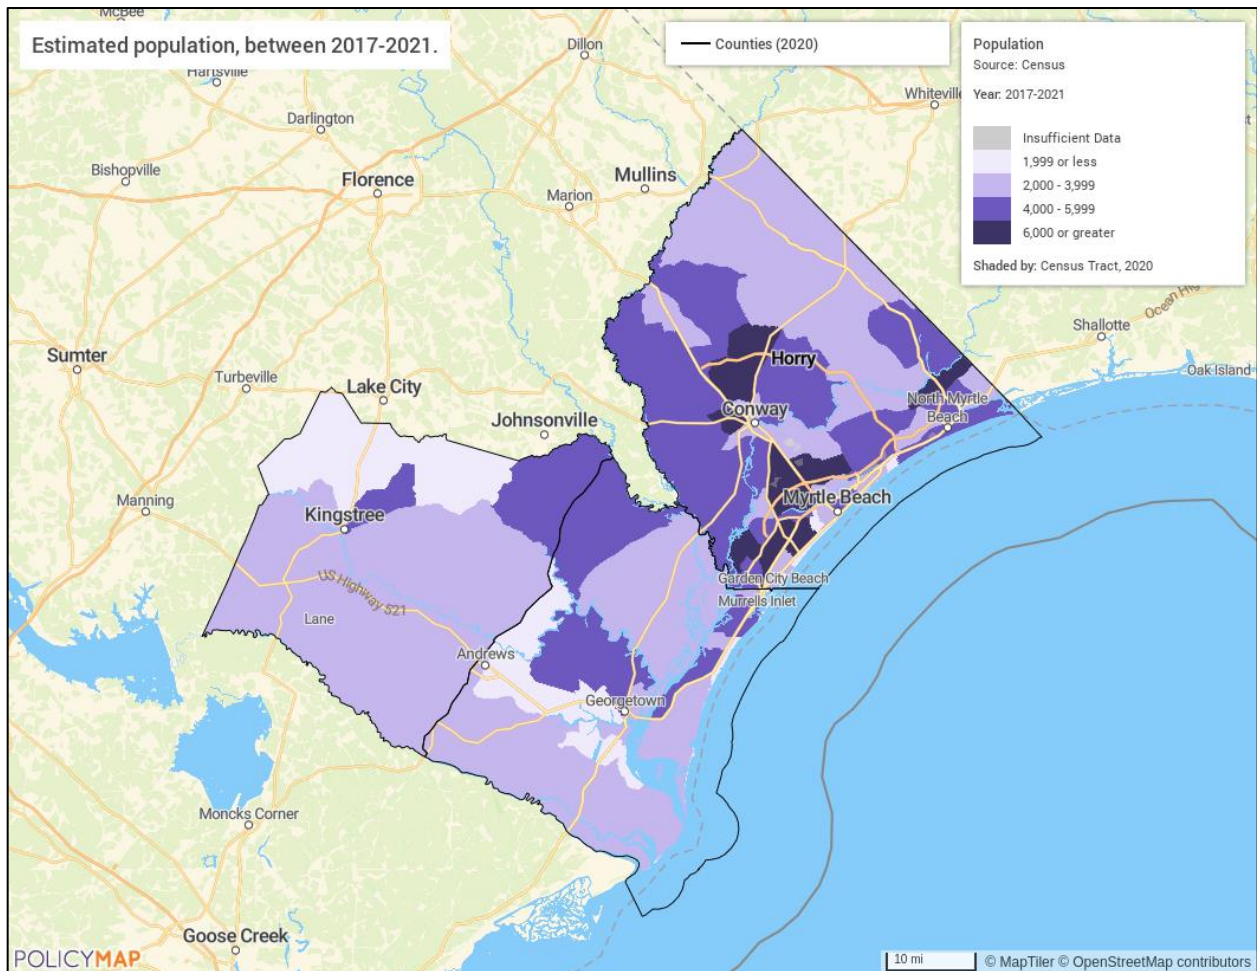 McBee
Estimated population, between 2017-2021.
Dillon
Counties (2020)
Population
Source: Census
Year: 2017-2021
Insufficient Data
1,999 or less
2,000 - 3,999
4,000 - 5,999
6,000 or greater
Shaded by: Census Tract, 2020
Hartsville
Whiteville
Darlington
Bishopville
Florence
Mullins
Marion
Ocean Hig
Shallotte
Sumter
Turbeville
Lake City
Horry
Oak Island
Johnsonville
Conway
North Myrtle
Beach
Manning
Kingstree
Myrtle Beach
US Highway 521
Garden City Beach
Murrells Inlet
Lane
Andrews
Georgetown
Moncks Corner
Goose Creek
POLICYMAP
10 mi
© MapTiler © OpenStreetMap contributors